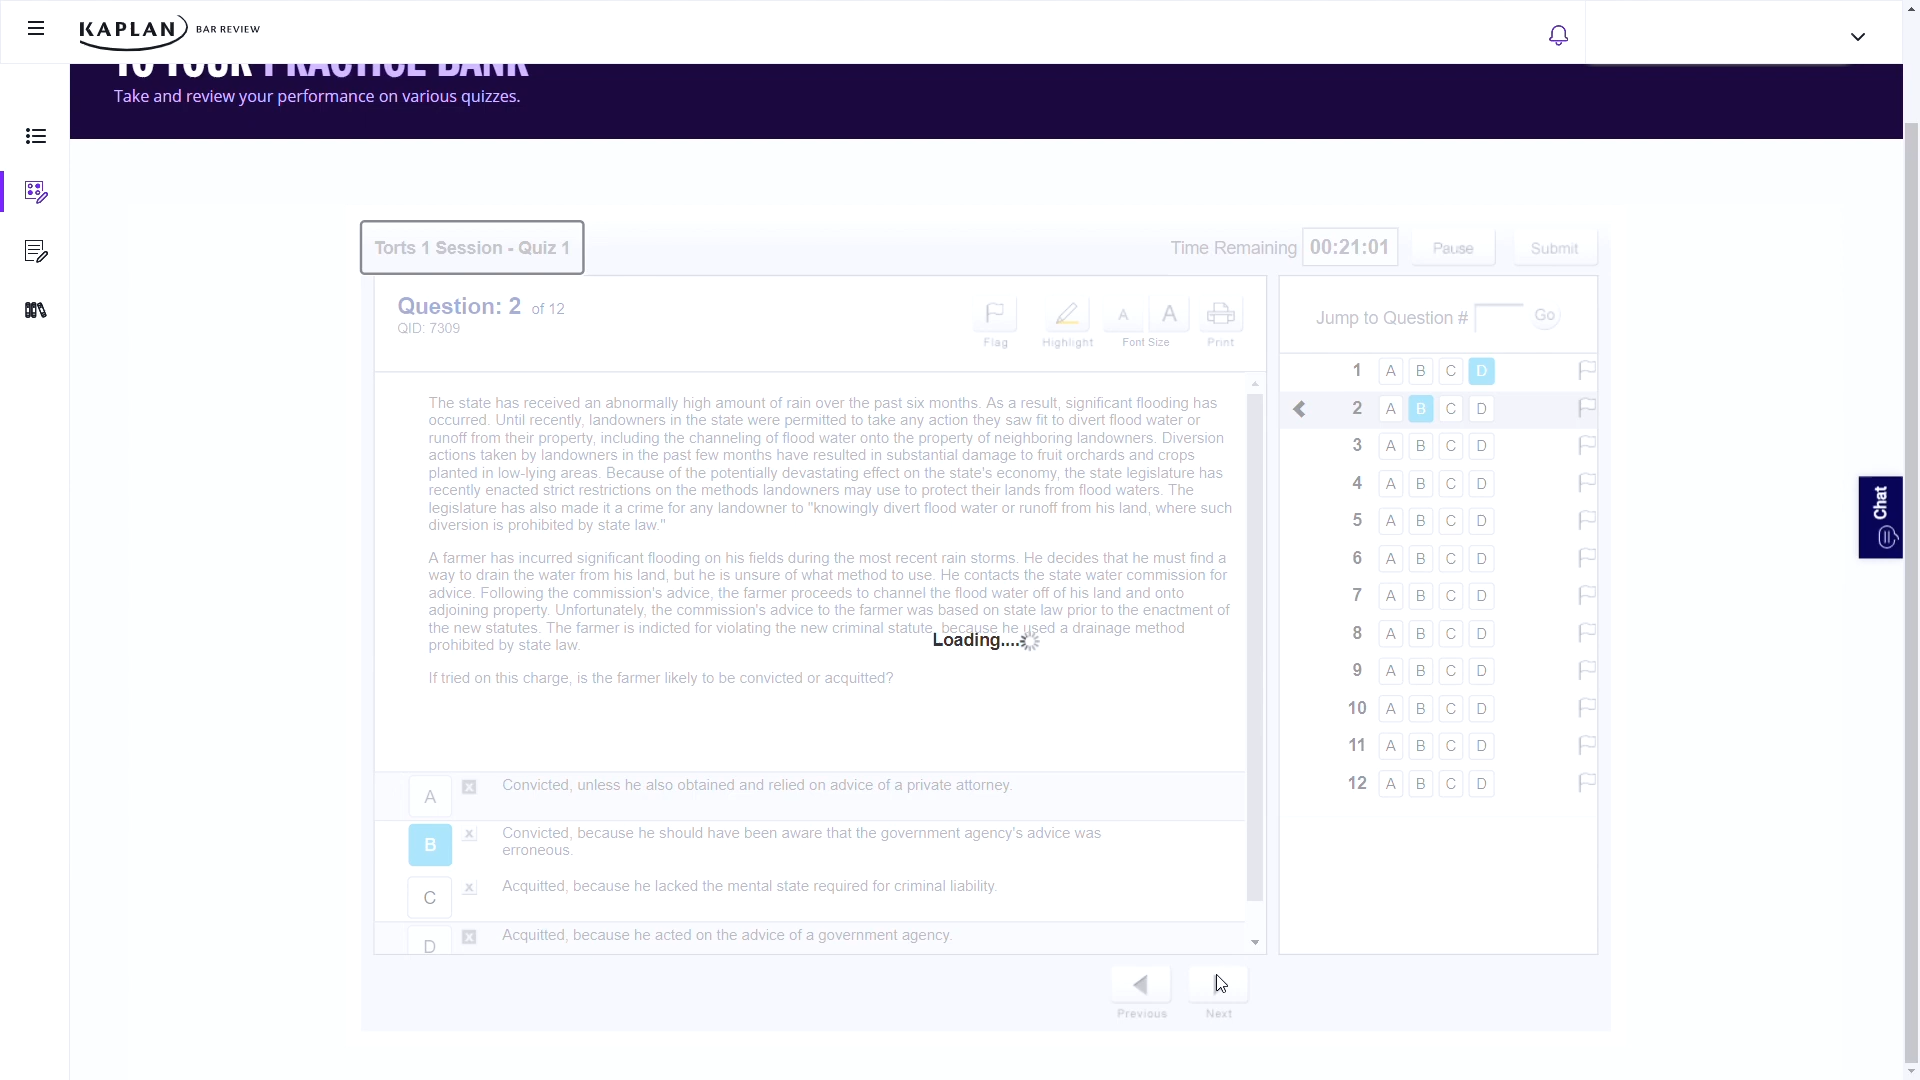 KAPLAN BAR REVIEW
TO YOUR PRACTICE BANK
Take and review your performance on various quizzes.
Torts 1 Session - Quiz 1
Time Remaining 00:21:01 Pause Submit
Question: 2 of 12
QID: 7309
A A
Flag Highlight Font Size Print
The state has received an abnormally high amount of rain over the past six months. As a result, significant flooding has
occurred. Until recently, landowners in the state were permitted to take any action they saw fit to divert flood water or
runoff from their property, including the channeling of flood water onto the property of neighboring landowners. Diversion
actions taken by landowners in the past few months have resulted in substantial damage to fruit orchards and crops
planted in low-lying areas. Because of the potentially devastating effect on the state's economy, the state legislature has
recently enacted strict restrictions on the methods landowners may use to protect their lands from flood waters. The
legislature has also made it a crime for any landowner to "knowingly divert flood water or runoff from his land, where such
diversion is prohibited by state law."
A farmer has incurred significant flooding on his fields during the most recent rain storms. He decides that he must find a
way to drain the water from his land, but he is unsure of what method to use. He contacts the state water commission for
advice. Following the commission's advice, the farmer proceeds to channel the flood water off of his land and onto
adjoining property. Unfortunately, the commission's advice to the farmer was based on state law prior to the enactment of
the new statutes. The farmer is indicted for violating the new criminal statute, because he used a drainage method
prohibited by state law.
Loading....
If tried on this charge, is the farmer likely to be convicted or acquitted?
A x Convicted, unless he also obtained and relied on advice of a private attorney.
B x Convicted, because he should have been aware that the government agency's advice was
erroneous.
C x Acquitted, because he lacked the mental state required for criminal liability.
D x Acquitted, because he acted on the advice of a government agency.
Previous Next
Jump to Question # Go
1 A B C D
2 A B C D
3 A B C D
4 A B C D
5 A B C D
6 A B C D
7 A B C D
8 A B C D
9 A B C D
10 A B C D
11 A B C D
12 A B C D
Chat